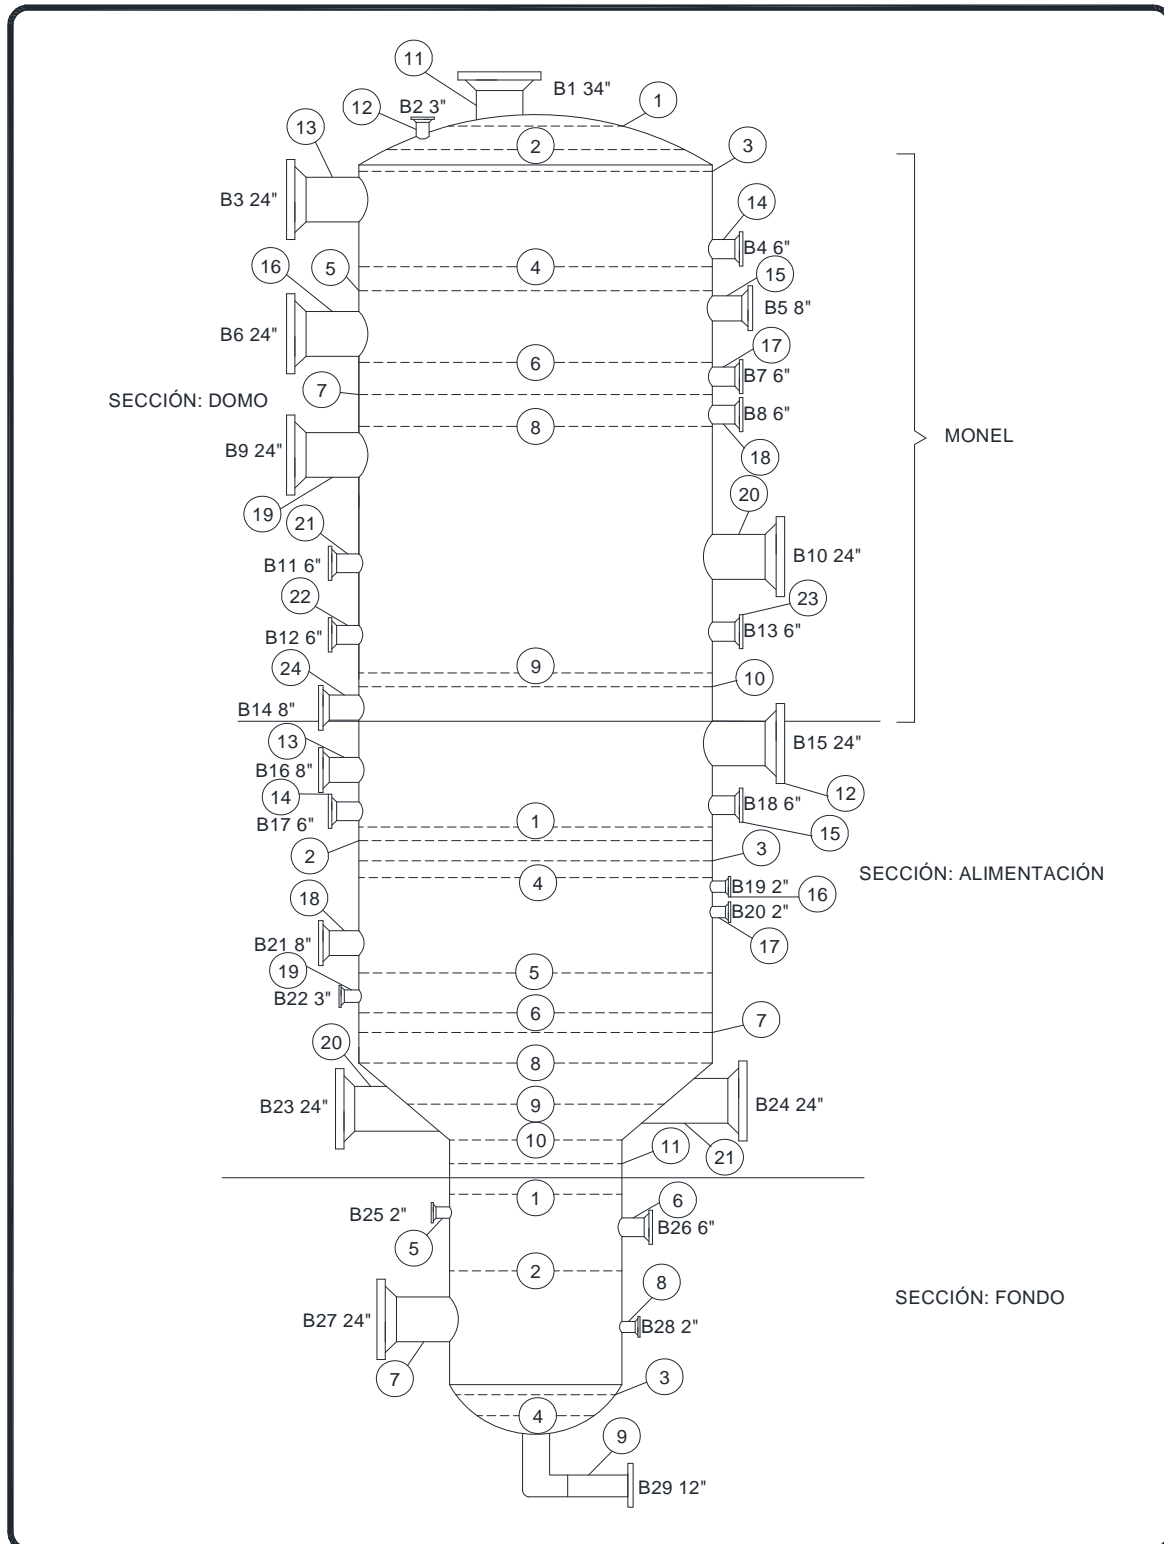 11
B1 34"
1
12
B2 3"
13
2
3
B3 24"
14
B4 6"
16
5
4
15
B5 8"
B6 24"
17
6
B7 6"
7
SECCIÓN: DOMO
B8 6"
8
MONEL
B9 24"
18
19
20
21
B10 24"
B11 6"
22
23
B12 6"
B13 6"
9
24
10
B14 8"
13
B15 24"
B16 8"
12
14
B18 6"
B17 6"
1
15
2
3
SECCIÓN: ALIMENTACIÓN
4
B19 2"
16
18
B20 2"
B21 8"
17
19
5
B22 3"
6
7
20
8
B23 24"
9
B24 24"
10
11
21
1
6
B25 2"
B26 6"
5
2
8
SECCIÓN: FONDO
B27 24"
B28 2"
7
3
4
9
B29 12"